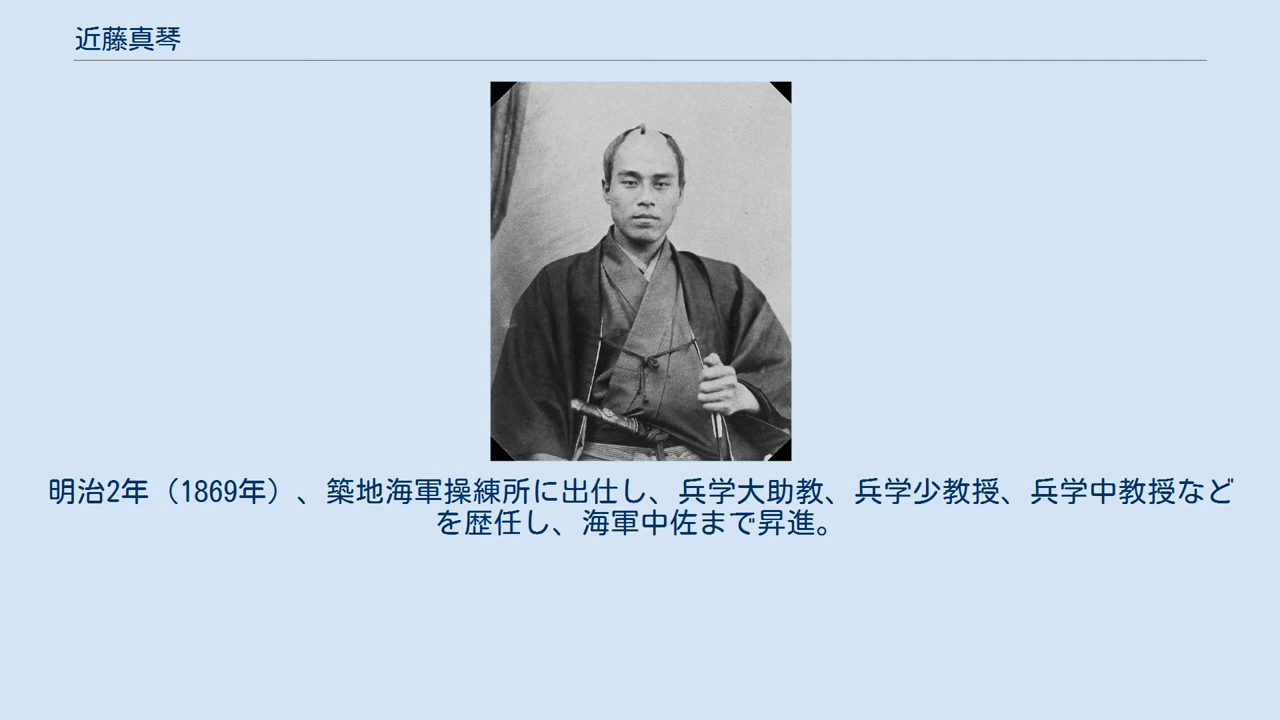 近藤真琴
明治2年（1869年）、築地海軍操練所に出仕し、兵学大助教、兵学少教授、兵学中教授など
を歴任し、海軍中佐まで昇進。